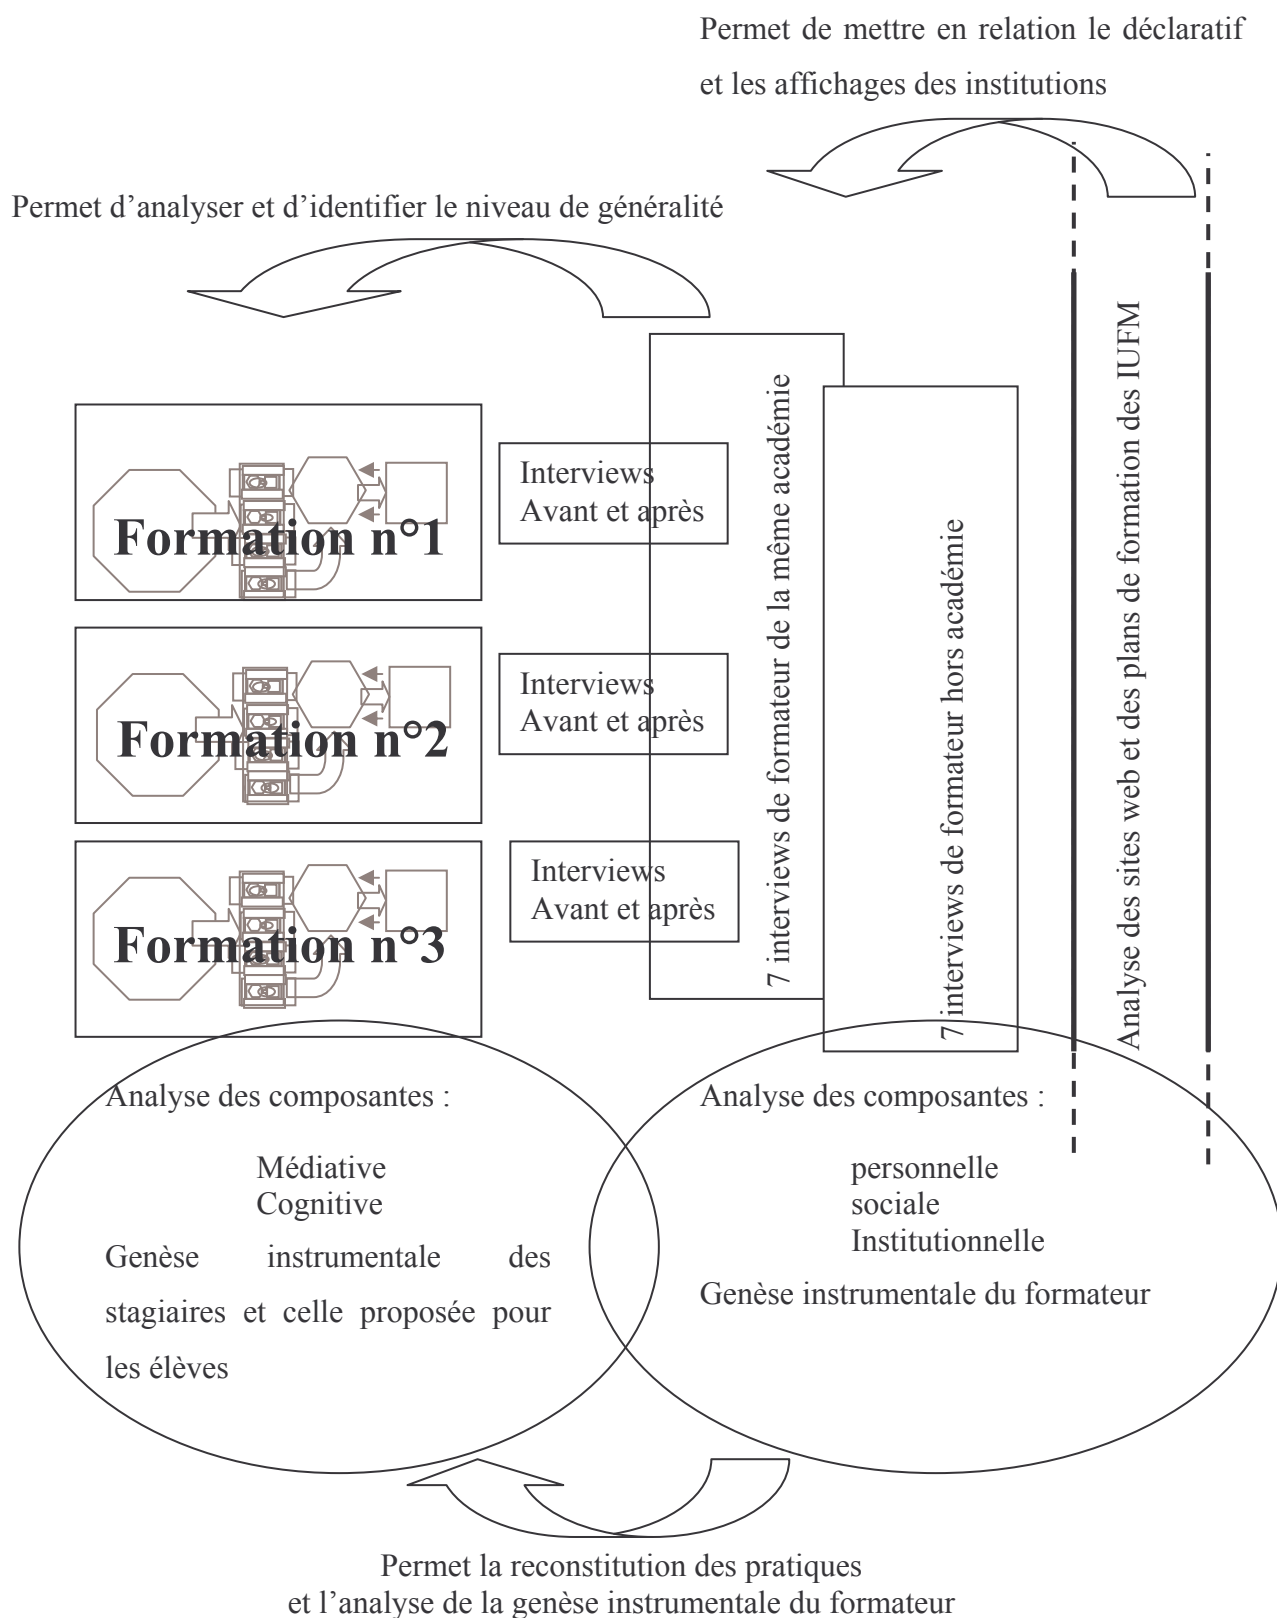 Permet de mettre en relation le déclaratif
et les affichages des institutions
Permet d’analyser et d’identifier le niveau de généralité
Formation n°1
Interviews
Avant et après
Formation n°2
Interviews
Avant et après
Formation n°3
Interviews
Avant et après
7 interviews de formateur de la même académie
7 interviews de formateur hors académie
Analyse des sites web et des plans de formation des IUFM
Analyse des composantes :
Médiative
Cognitive
Genèse instrumentale des
stagiaires et celle proposée pour
les élèves
Analyse des composantes :
personnelle
sociale
Institutionnelle
Genèse instrumentale du formateur
Permet la reconstitution des pratiques
et l’analyse de la genèse instrumentale du formateur